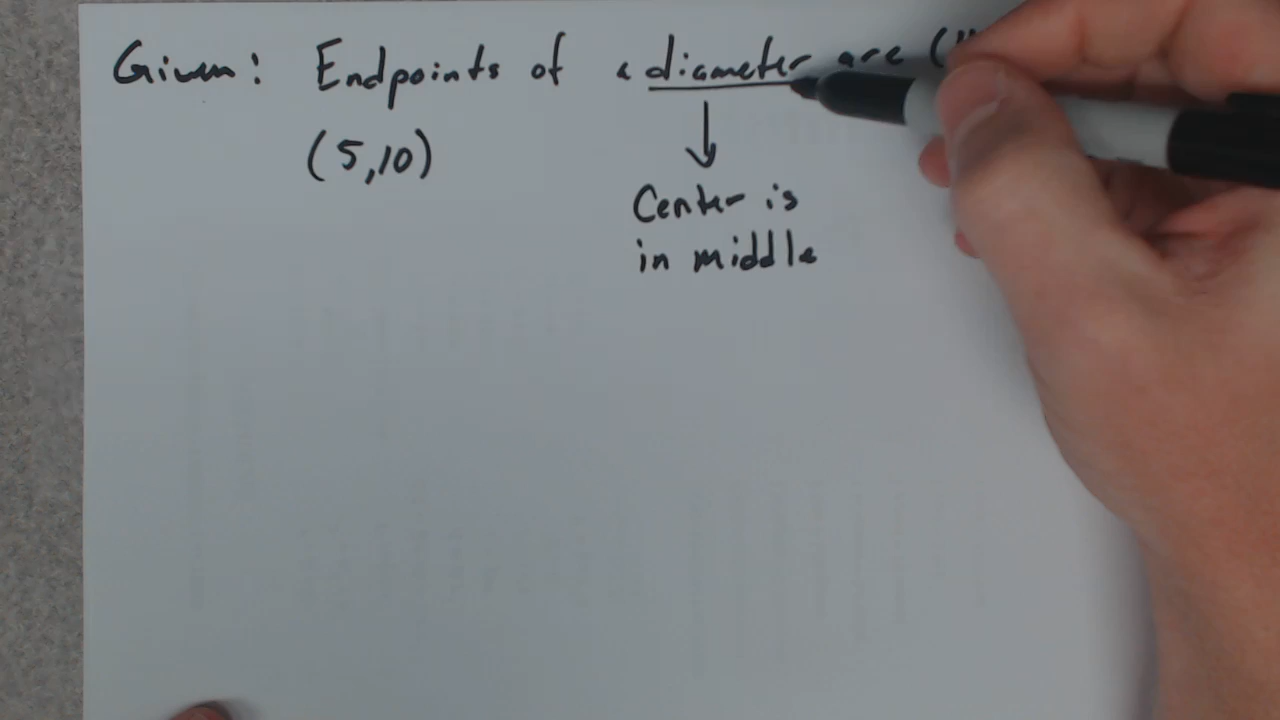 Given: Endpoints of a diameter are (
(5,10)
Center is
in middle